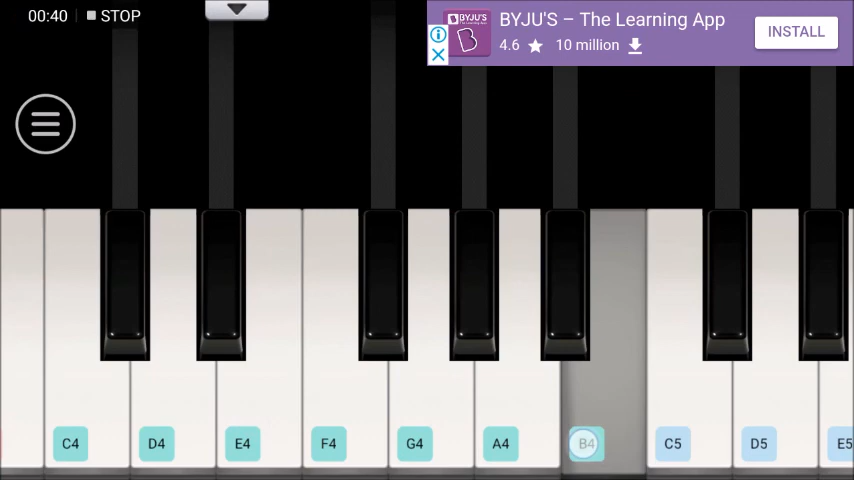 00:40 STOP
BYJU'S
BYJU'S – The Learning App
4.6 ★ 10 million
INSTALL
C4 D4 E4 F4 G4 A4 B4 C5 D5 E5